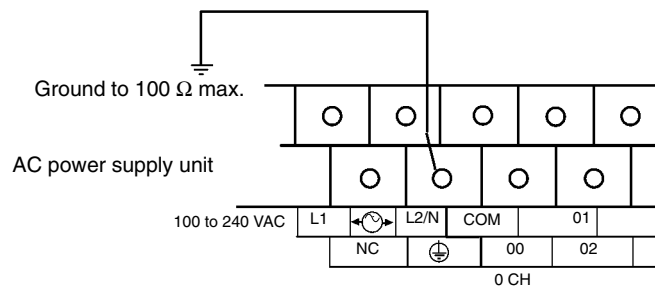 Ground to 100 Ω max.
AC power supply unit
100 to 240 VAC L1 L2/N COM 01
NC 00 02
0 CH